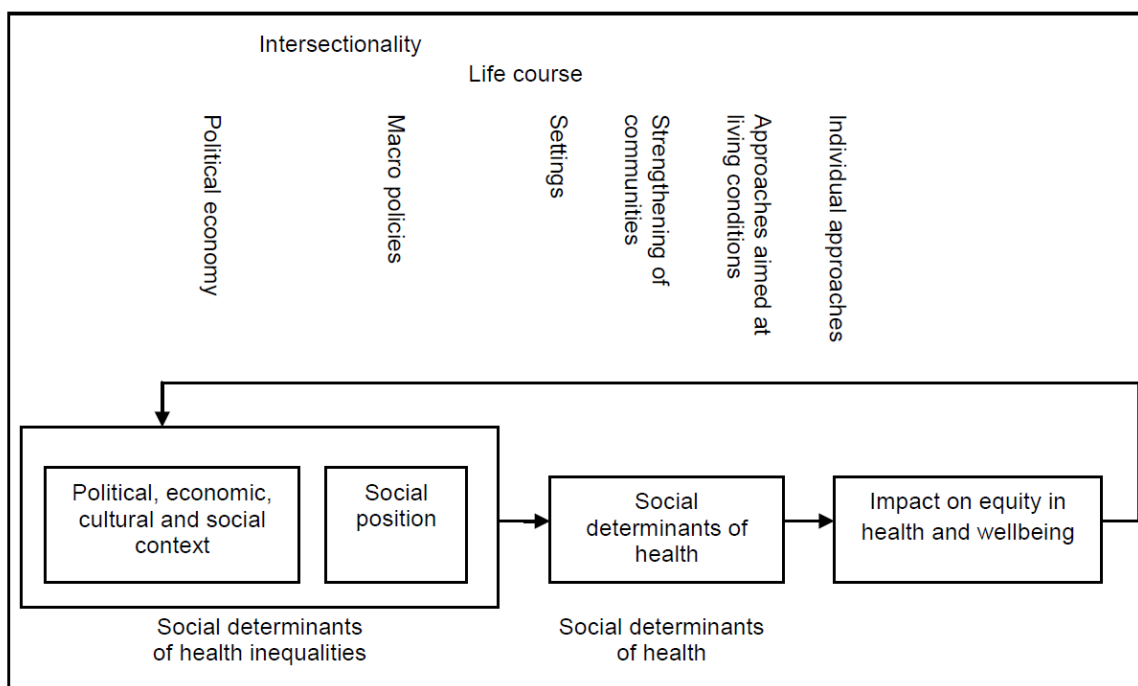 Intersectionality
Life course
Political economy
Macro policies
Settings
Strengthening of
communities
Approaches aimed at
living conditions
Individual approaches
Political, economic,
cultural and social
context
Social
position
Social
determinants of
health
Impact on equity in
health and wellbeing
Social determinants
of health inequalities
Social determinants
of health